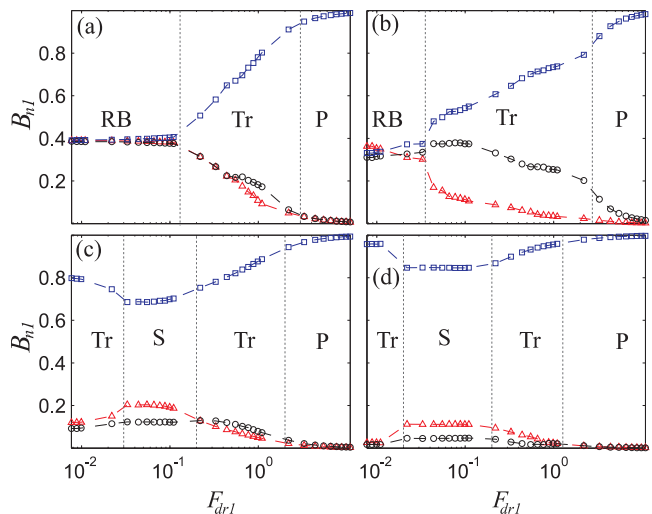 (a)
(b)
0.8
0.6
0.4
0.2
B_{n1}
RB
Tr
P
RB
Tr
P
(c)
(d)
0.8
0.6
0.4
0.2
B_{n1}
Tr
S
Tr
P
Tr
S
Tr
P
10^{-2}
10^{-1}
10^{0}
10^{-2}
10^{-1}
10^{0}
F_{dr1}
F_{dr1}